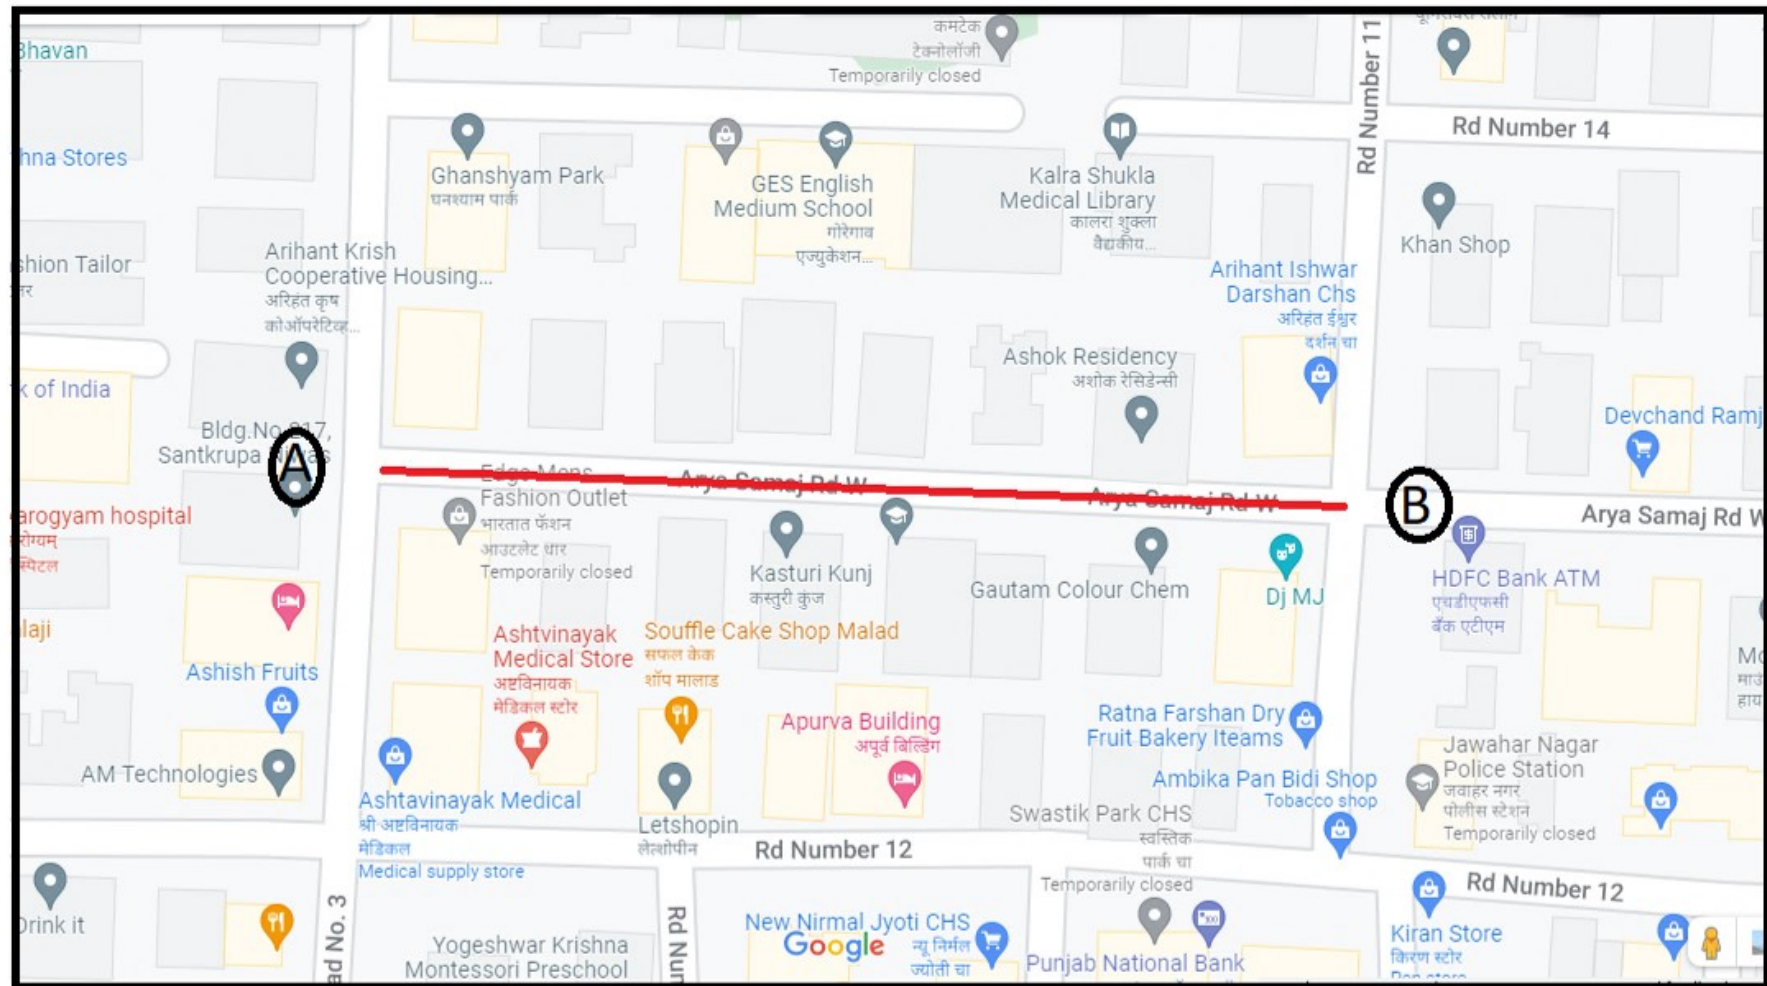 Bhavan
कमटेक
टेक्नोलॉजी
Temporarily closed
Rd Number 11
Rd Number 14
hna Stores
Ghanshyam Park
घनश्याम पार्क
GES English
Medium School
गोरेगाव
एज्युकेशन...
Kalra Shukla
Medical Library
कालरा शुक्ला
वैद्यकीय...
Khan Shop
shion Tailor
Arihant Krish
Cooperative Housing...
अरिहंत कृष
कोऑपरेटिव्ह...
Arihant Ishwar
Darshan Chs
अरिहंत ईश्वर
दर्शन चा
k of India
Ashok Residency
अशोक रेसिडेन्सी
Devchand Ramj
Bldg.No 817,
Santkrupa Niwas
A
Edge Mens
Fashion Outlet
भारतात फॅशन
आउटलेट धार
Temporarily closed
Arya Samaj Rd W
Arya Samaj Rd W
B
Arya Samaj Rd W
arogyam hospital
रोग्यम्
स्पिटल
Kasturi Kunj
कस्तुरी कुंज
Gautam Colour Chem
Dj MJ
HDFC Bank ATM
एचडीएफसी
बँक एटीएम
laji
Ashtvinayak
Medical Store
अष्टविनायक
मेडिकल स्टोर
Souffle Cake Shop Malad
सफल केक
शॉप मालाड
Ashish Fruits
Apurva Building
अपूर्व बिल्डिंग
Ratna Farshan Dry
Fruit Bakery Iteams
Mo
माउं
हाय
AM Technologies
Ashtavinayak Medical
श्री अष्टविनायक
मेडिकल
Medical supply store
Letshopin
लेत्शोपीन
Ambika Pan Bidi Shop
Tobacco shop
Jawahar Nagar
Police Station
जवाहर नगर
पोलीस स्टेशन
Temporarily closed
Swastik Park CHS
स्वस्तिक
पार्क चा
Temporarily closed
Rd Number 12
Rd Number 12
Drink it
ad No. 3
Yogeshwar Krishna
Montessori Preschool
Rd Nun
New Nirmal Jyoti CHS
न्यू निर्मल
ज्योती चा
Google
Punjab National Bank
Kiran Store
किरण स्टोर